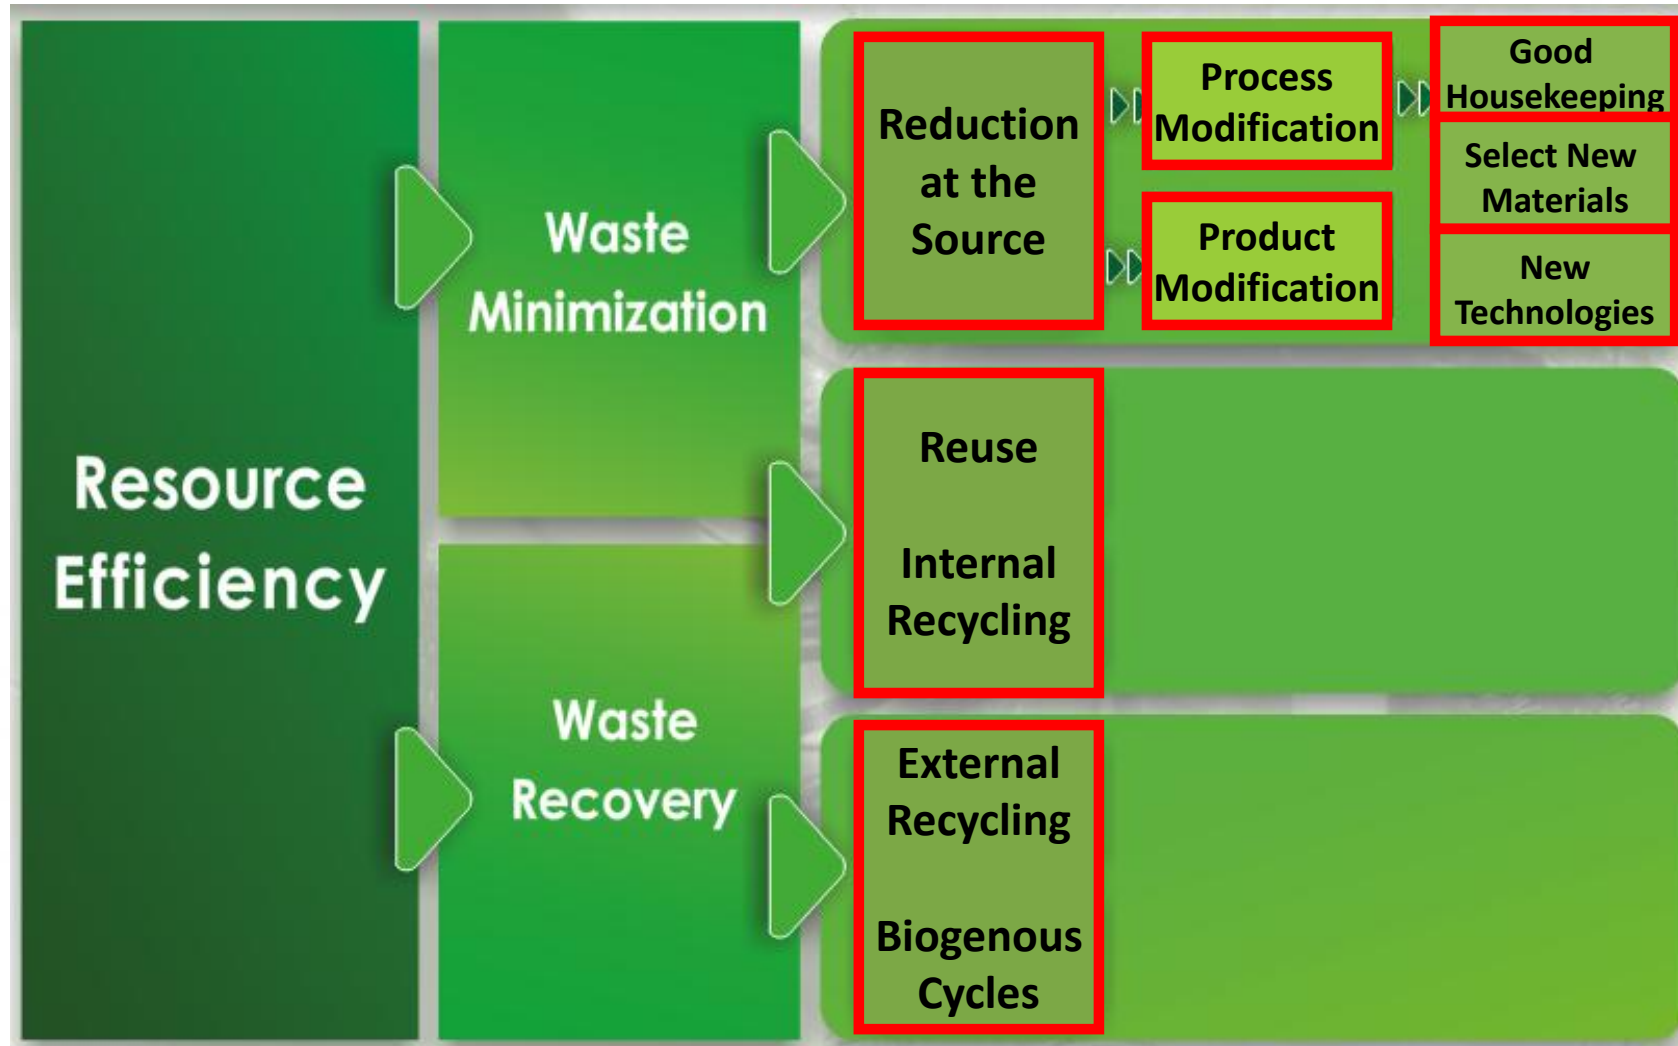 Resource
Efficiency
Waste
Minimization
Waste
Recovery
Reduction
at the
Source
Process
Modification
Product
Modification
Good
Housekeeping
Select New
Materials
New
Technologies
Reuse
Internal
Recycling
External
Recycling
Biogenous
Cycles